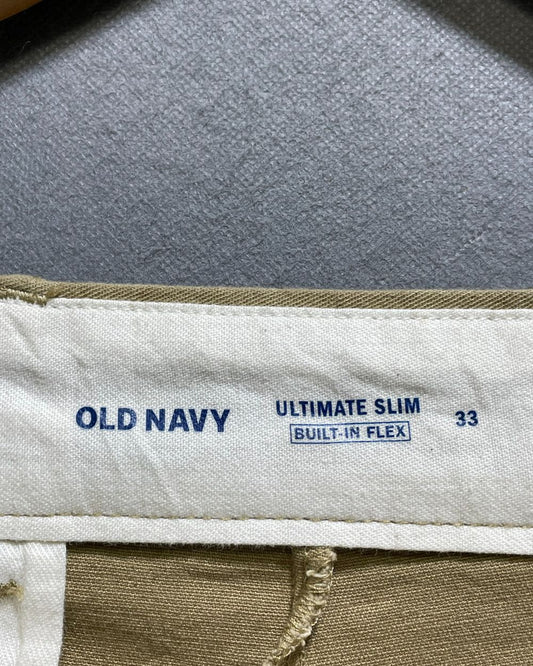 OLD NAVY
ULTIMATE SLIM
BUILT-IN FLEX
33